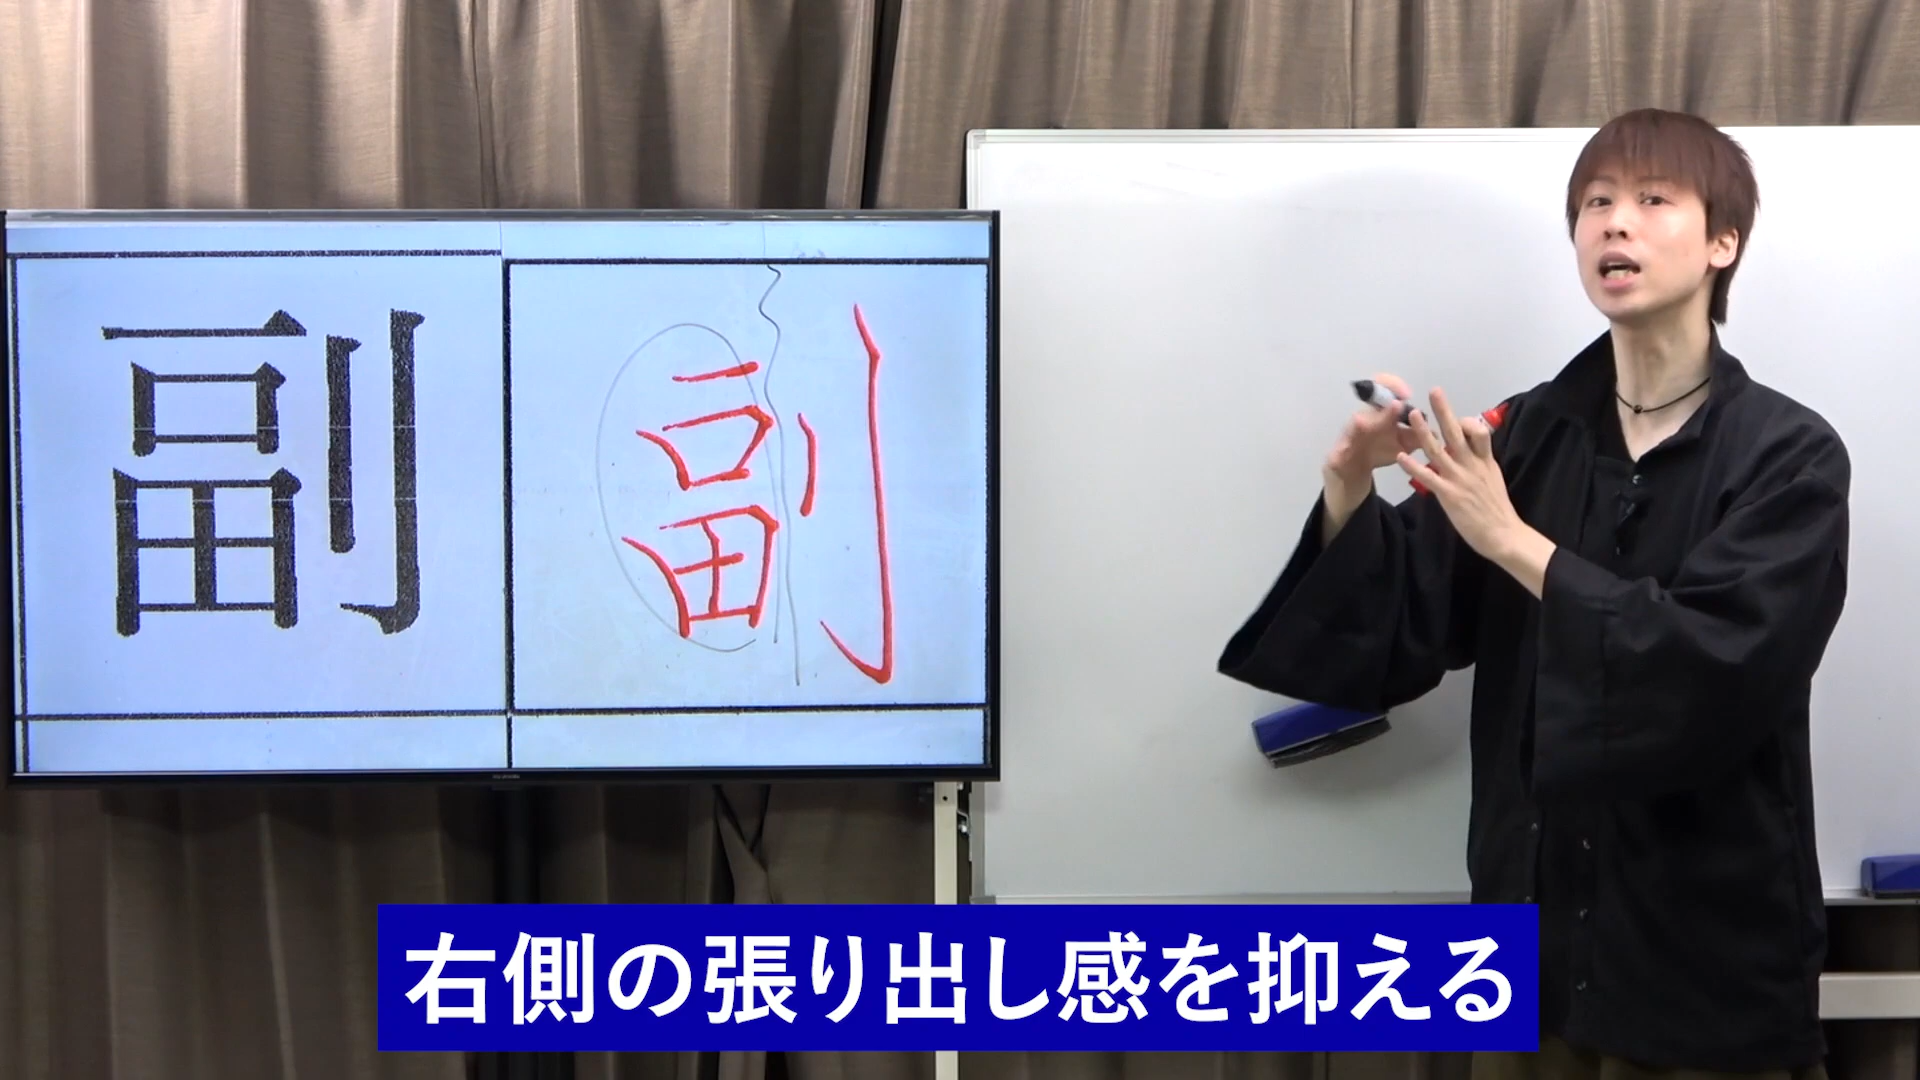 副 副
右側の張り出し感を抑える